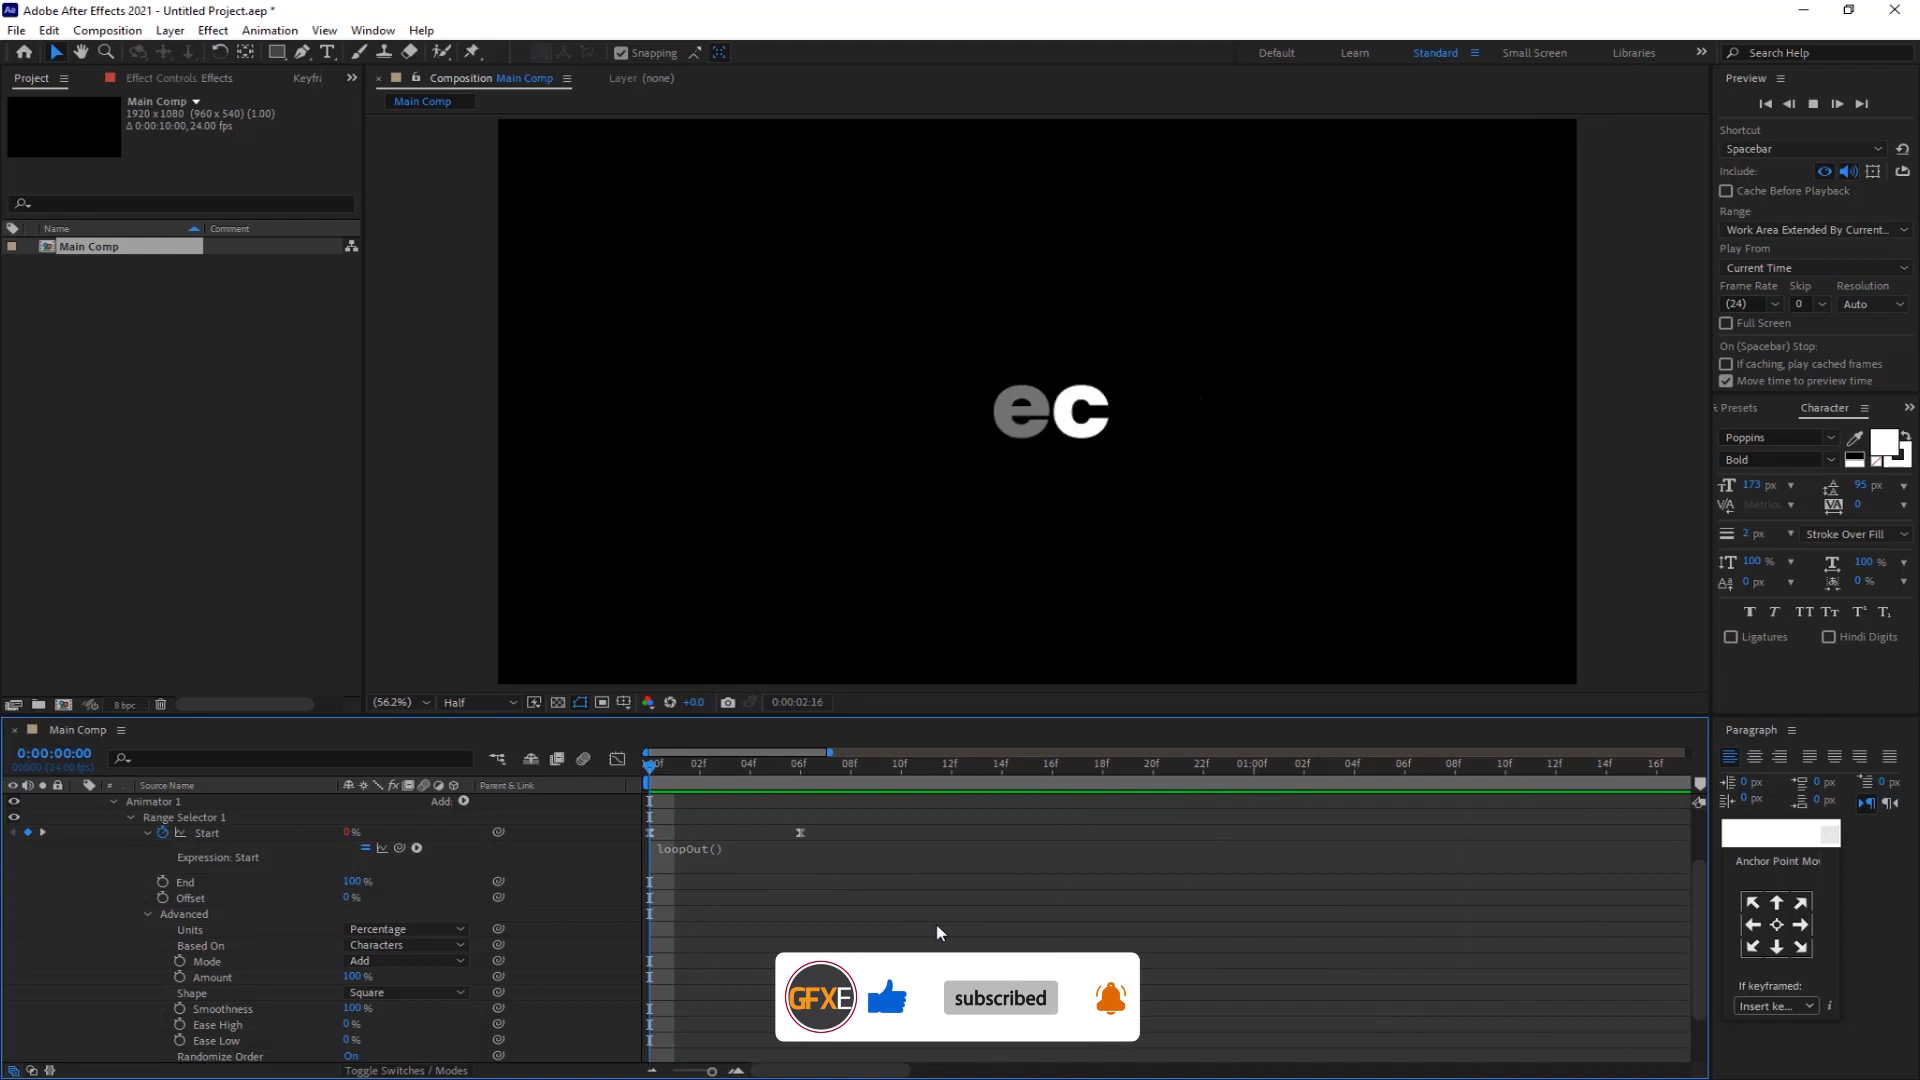 Adobe After Effects 2021 - Untitled Project.aep *
File Edit Composition Layer Effect Animation View Window Help
Snapping
Default Learn Standard Small Screen Libraries
Search Help
Project Effect Controls Effects Keyfr
Composition Main Comp Layer (none)
Main Comp
Main Comp
1920 x 1080 (960 x 540) (1.00)
Δ 0:00:10:00, 24.00 fps
Name Comment
Main Comp
8 bpc
ec
(56.2%) Half +0.0 0:00:02:16
Preview
Shortcut
Spacebar
Include:
Cache Before Playback
Range
Work Area Extended By Current...
Play From
Current Time
Frame Rate Skip Resolution
(24) 0 Auto
Full Screen
On (Spacebar) Stop:
If caching, play cached frames
Move time to preview time
Presets Character
Poppins
Bold
173 px 95 px
Metrics 0
2 px Stroke Over Fill
100 % 100 %
0 px 0 %
T T TT Tт T¹ T₁
Ligatures Hindi Digits
Main Comp
0:00:00:00
00000 (24.00 fps)
# Source Name Parent & Link
02f 04f 06f 08f 10f 12f 14f 16f 18f 20f 22f 01:00f 02f 04f 06f 08f 10f 12f 14f 16f
Animator 1 Add:
Range Selector 1
Start 0 %
Expression: Start loopOut()
End 100 %
Offset 0 %
Advanced
Units Percentage
Based On Characters
Mode Add
Amount 100 %
Shape Square
Smoothness 100 %
Ease High 0 %
Ease Low 0 %
Randomize Order On
Toggle Switches / Modes
GFXE subscribed
Paragraph
0 px 0 px 0 px
0 px 0 px
Anchor Point Mov
If keyframed:
Insert ke... i